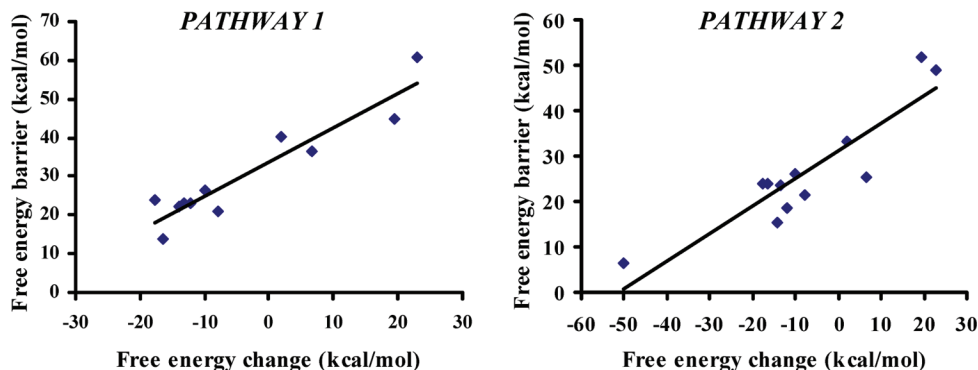 PATHWAY 1
Free energy barrier (kcal/mol)
70
60
50
40
30
20
10
0
-30 -20 -10 0 10 20 30
Free energy change (kcal/mol)
PATHWAY 2
Free energy barrier (kcal/mol)
60
50
40
30
20
10
0
-60 -50 -40 -30 -20 -10 0 10 20 30
Free energy change (kcal/mol)